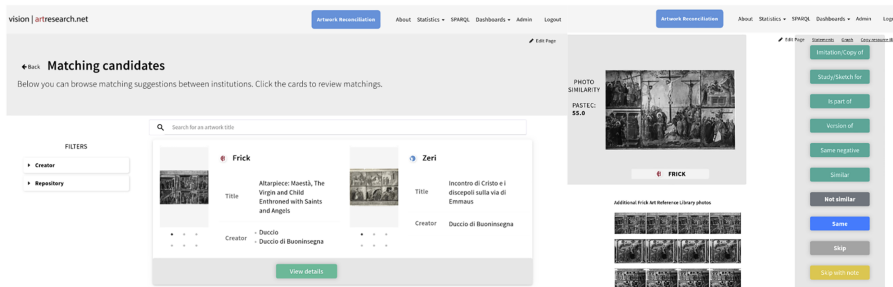 vision | artresearch.net
Artwork Reconciliation
About Statistics SPARQL Dashboards Admin Logout
Edit Page
Back Matching candidates
Below you can browse matching suggestions between institutions. Click the cards to review matchings.
Search for an artwork title
FILTERS
Creator
Repository
Frick
Title
Altarpiece: Maestà, The
Virgin and Child
Enthroned with Saints
and Angels
Creator
- Duccio
- Duccio di Buoninsegna
Zeri
Title
Incontro di Cristo e i
discepoli sulla via di
Emmaus
Creator
Duccio di Buoninsegna
View details
Artwork Reconciliation
About Statistics SPARQL Dashboards Admin
Edit Page Statements Graph
PHOTO
SIMILARITY
PASTEC:
55.0
FRICK
Additional Frick Art Reference Library photos
Imitation/Copy of
Study/Sketch for
Is part of
Version of
Same negative
Similar
Not similar
Same
Skip
Skip with note